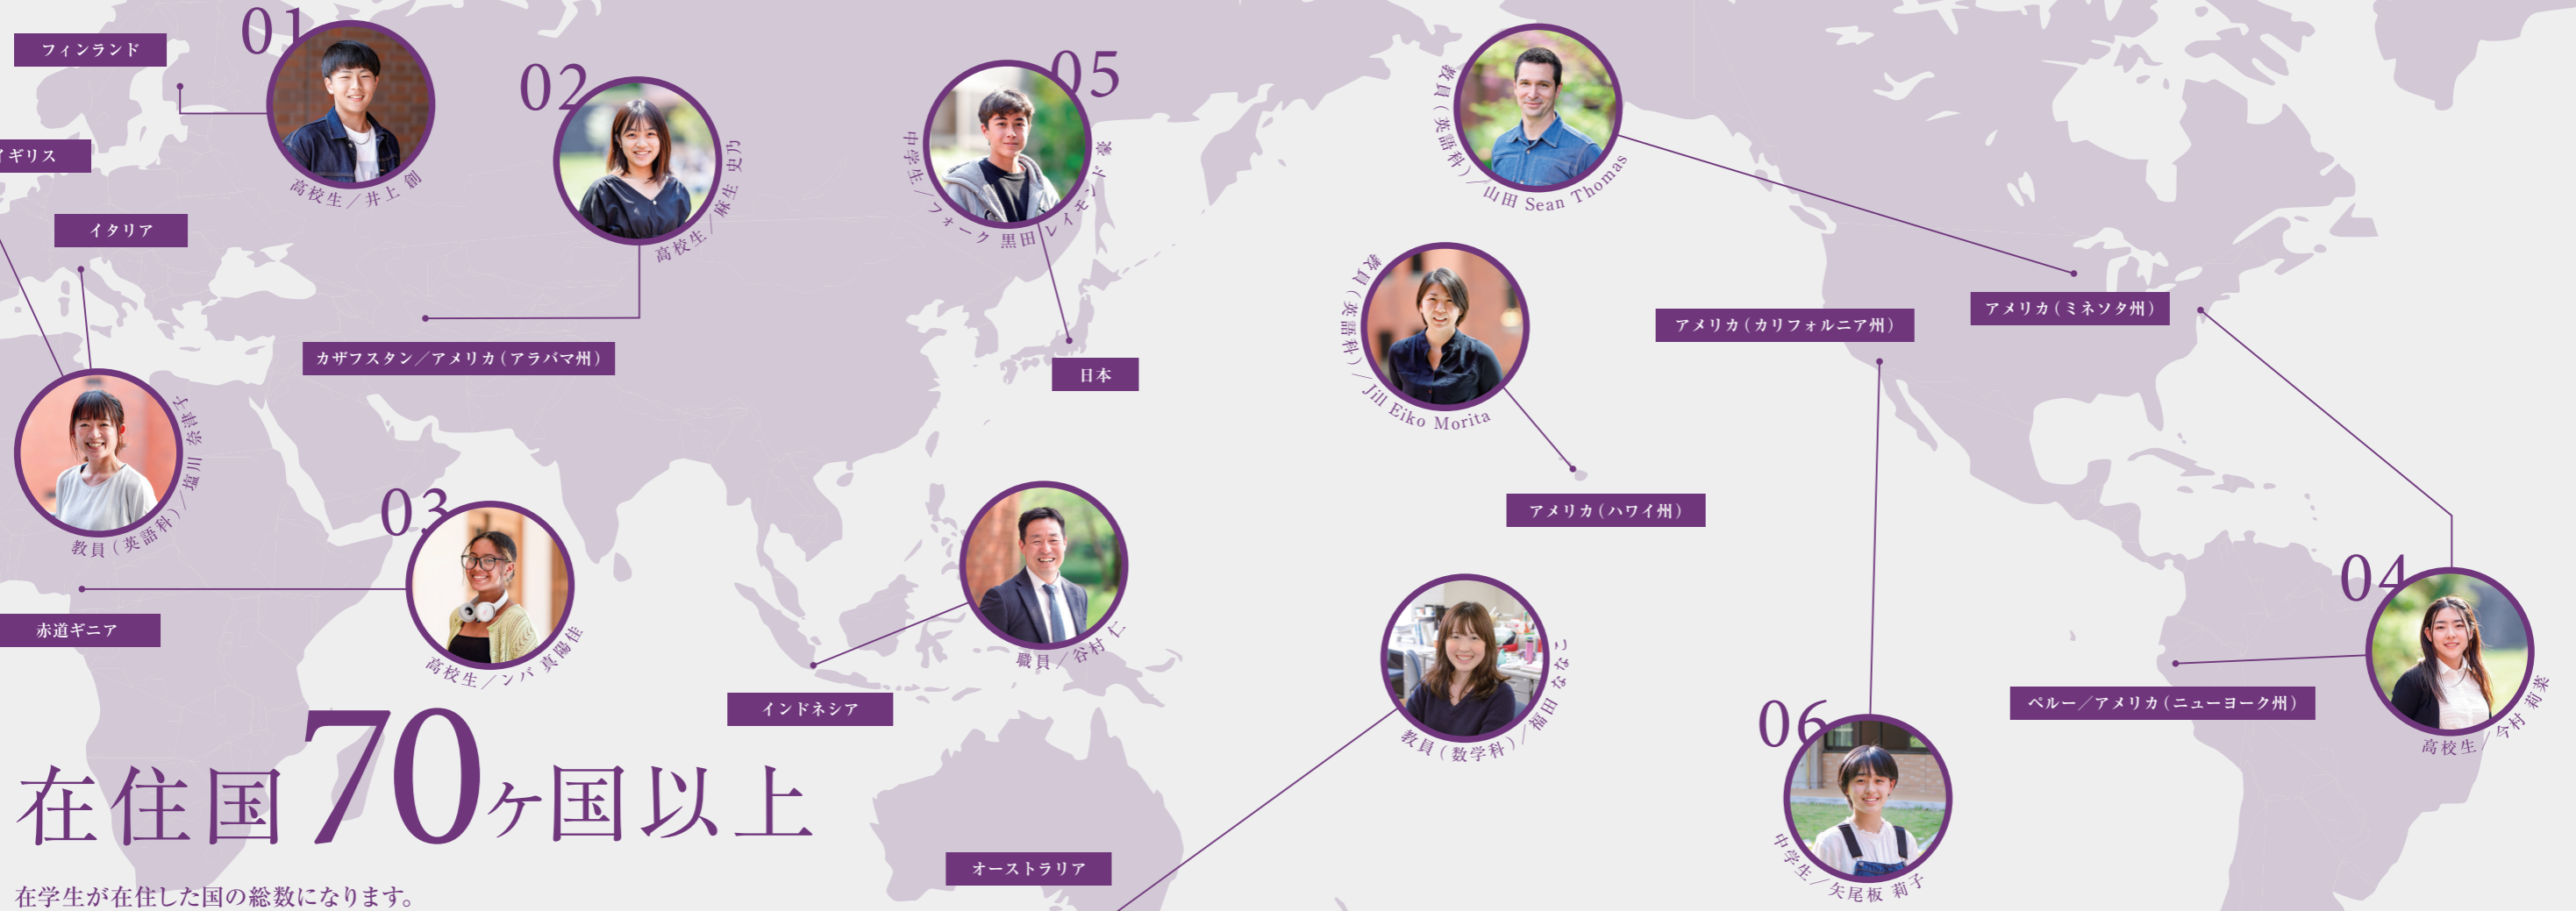 フィンランド
01
高校生／井上 創
イギリス
イタリア
02
高校生／麻生 史乃
カザフスタン／アメリカ（アラバマ州）
教員（英語科）／塩川 奈津子
05
中学生／フォーク 黒田 レイモンド 豪
日本
教員（英語科）／山田 Sean Thomas
教員（英語科）／Jill Eiko Morita
アメリカ（ハワイ州）
アメリカ（カリフォルニア州）
アメリカ（ミネソタ州）
03
高校生／ンバ 真陽佳
赤道ギニア
職員／谷村 仁
インドネシア
教員（数学科）／福田 ななこ
オーストラリア
06
中学生／矢尾板 莉子
04
高校生／今村 莉菜
ペルー／アメリカ（ニューヨーク州）
在住国70ヶ国以上
在学生が在住した国の総数になります。